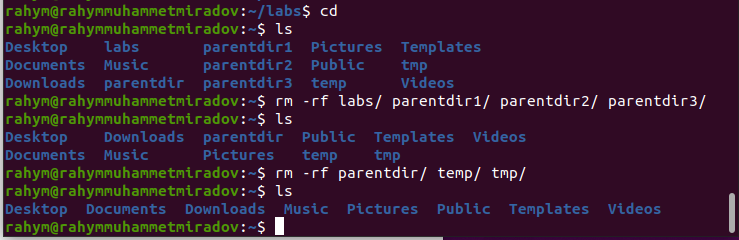 rahym@rahymmuhammetmiradov:~/labs$ cd
rahym@rahymmuhammetmiradov:~$ ls
Desktop    labs       parentdir1  Pictures  Templates
Documents  Music      parentdir2  Public    tmp
Downloads  parentdir  parentdir3  temp      Videos
rahym@rahymmuhammetmiradov:~$ rm -rf labs/ parentdir1/ parentdir2/ parentdir3/
rahym@rahymmuhammetmiradov:~$ ls
Desktop    Downloads  parentdir  Public  Templates  Videos
Documents  Music      Pictures   temp    tmp
rahym@rahymmuhammetmiradov:~$ rm -rf parentdir/ temp/ tmp/
rahym@rahymmuhammetmiradov:~$ ls
Desktop  Documents  Downloads  Music  Pictures  Public  Templates  Videos
rahym@rahymmuhammetmiradov:~$